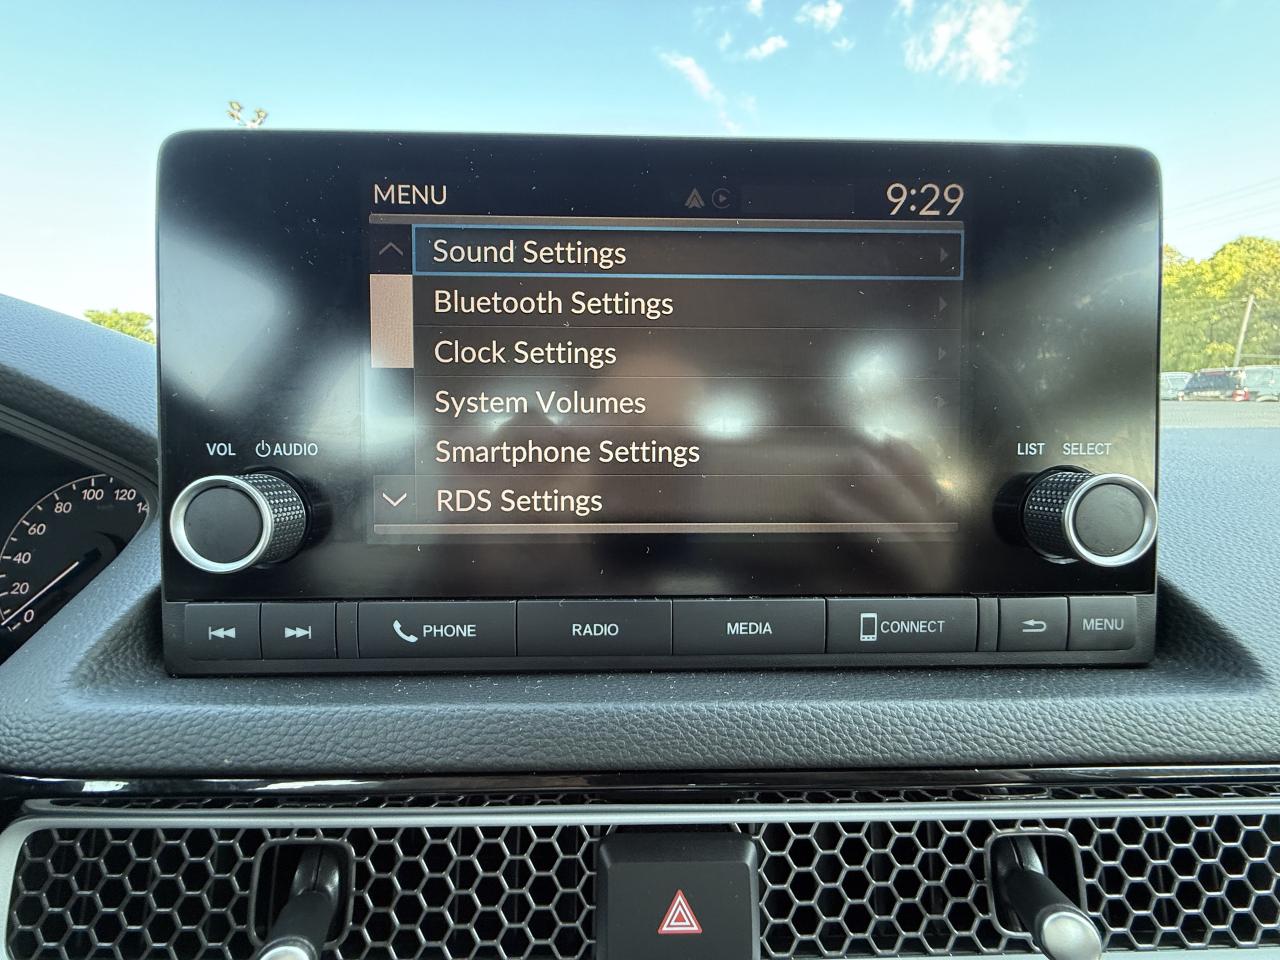 MENU 9:29
Sound Settings
Bluetooth Settings
Clock Settings
System Volumes
Smartphone Settings
RDS Settings
VOL AUDIO
LIST SELECT
PHONE RADIO MEDIA CONNECT MENU
0
20
40
60
80
100
120